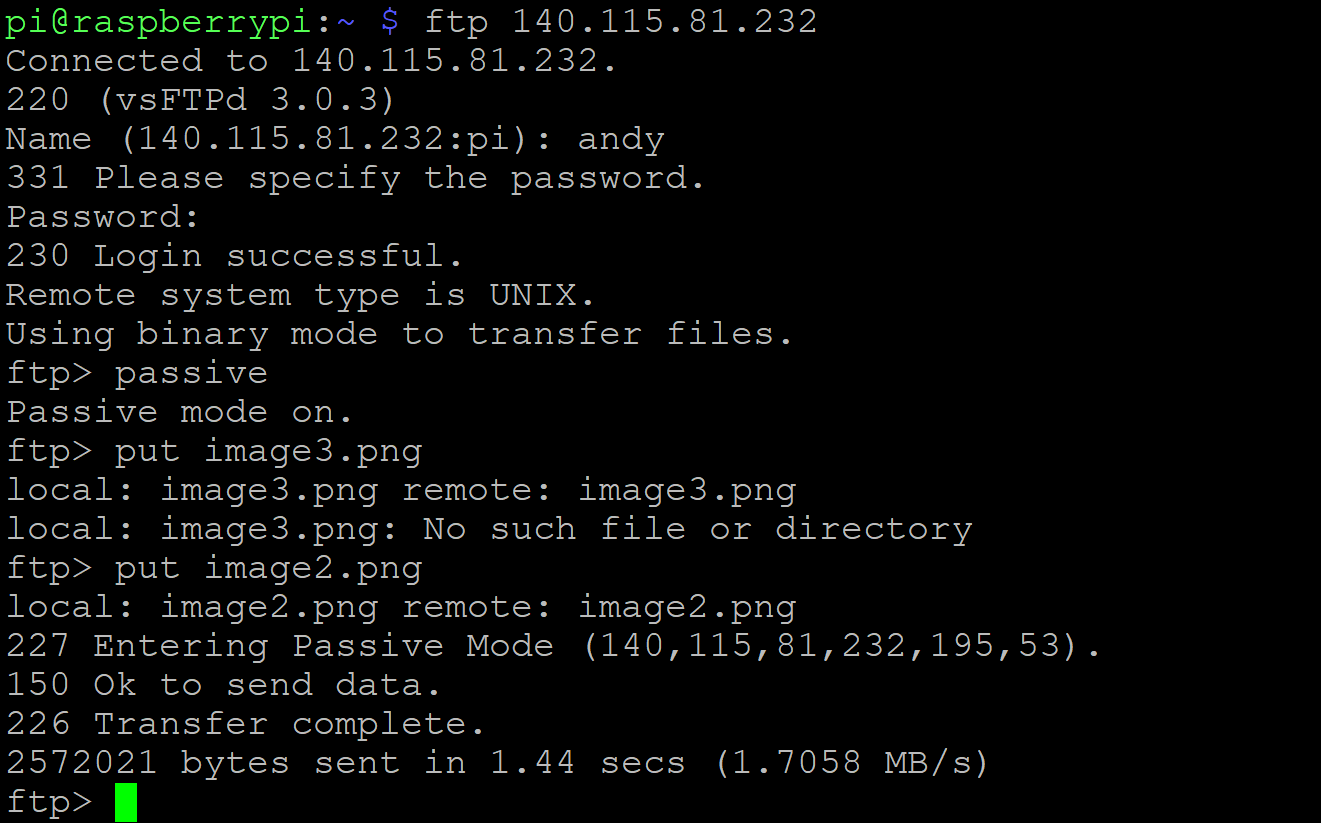 pi@raspberrypi:~ $ ftp 140.115.81.232
Connected to 140.115.81.232.
220 (vsFTPd 3.0.3)
Name (140.115.81.232:pi): andy
331 Please specify the password.
Password:
230 Login successful.
Remote system type is UNIX.
Using binary mode to transfer files.
ftp> passive
Passive mode on.
ftp> put image3.png
local: image3.png remote: image3.png
local: image3.png: No such file or directory
ftp> put image2.png
local: image2.png remote: image2.png
227 Entering Passive Mode (140,115,81,232,195,53).
150 Ok to send data.
226 Transfer complete.
2572021 bytes sent in 1.44 secs (1.7058 MB/s)
ftp>